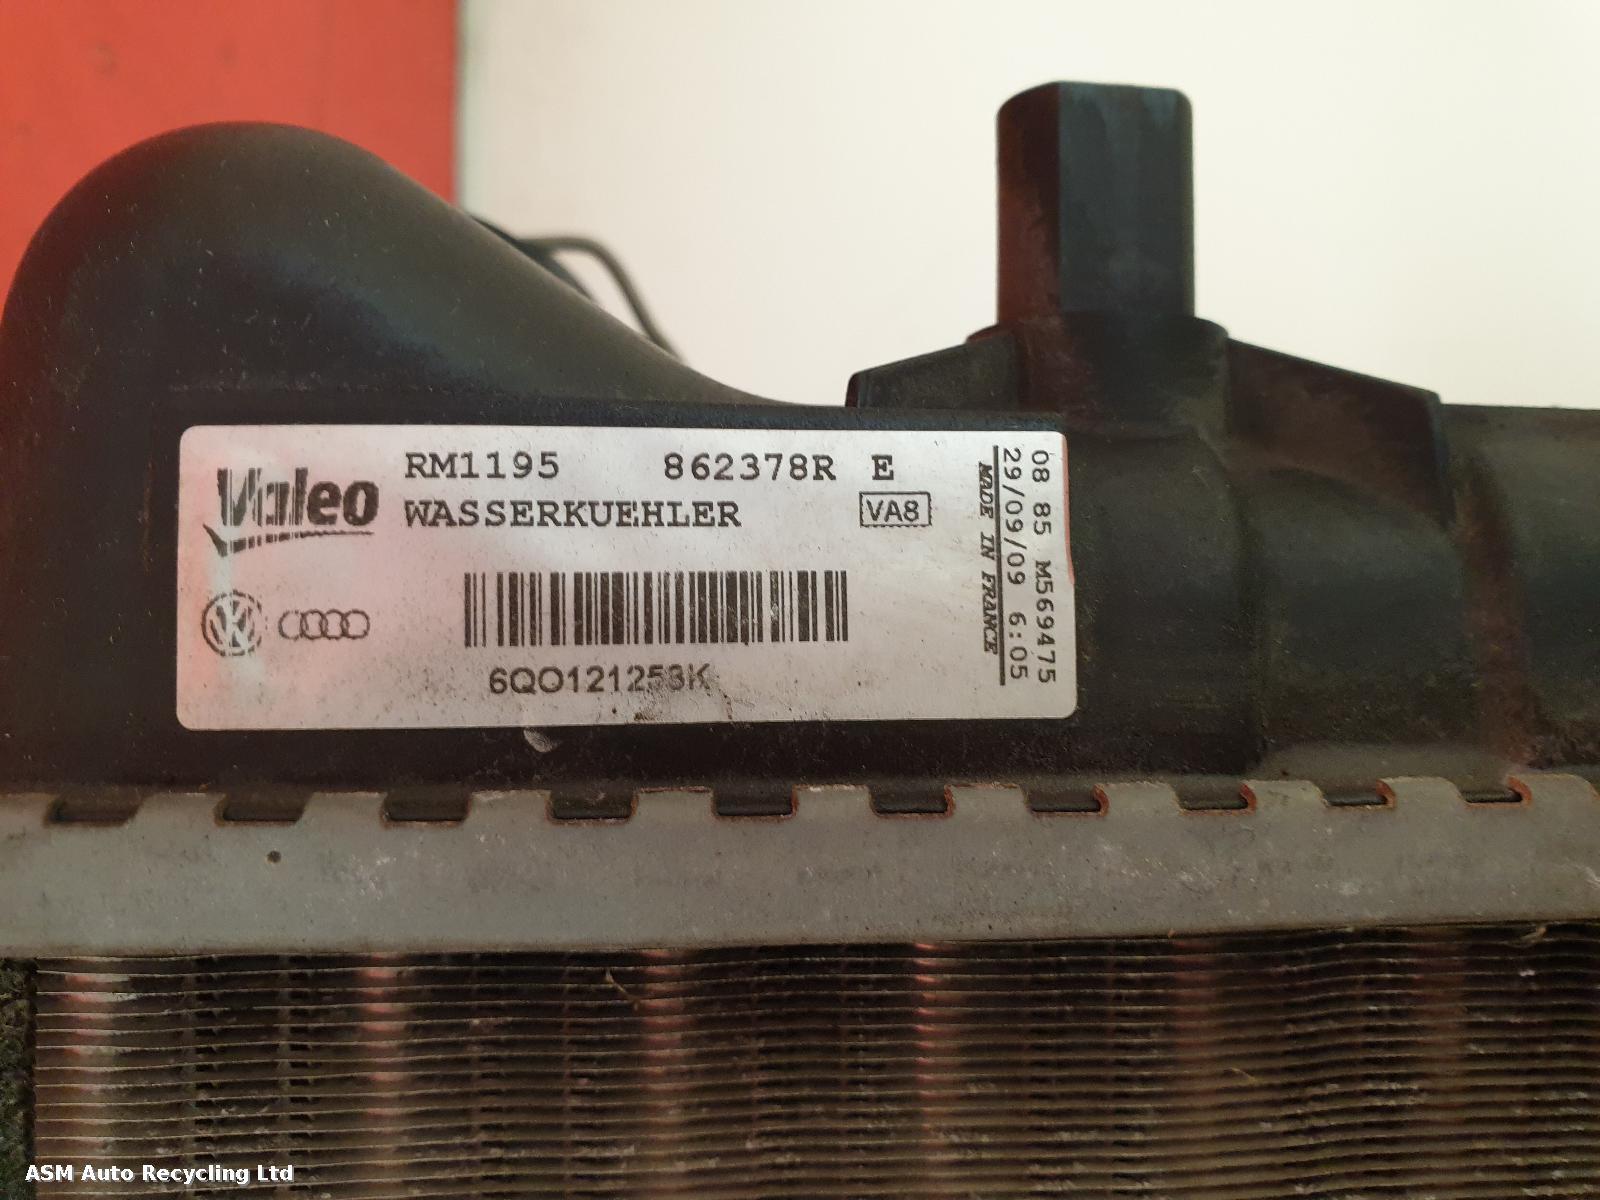 Valeo
RM1195 862378R E
WASSERKUEHLER
VA8
VW
6QO121253K
08 85 M569475
29/09/09 6:05
MADE IN FRANCE
ASM Auto Recycling Ltd